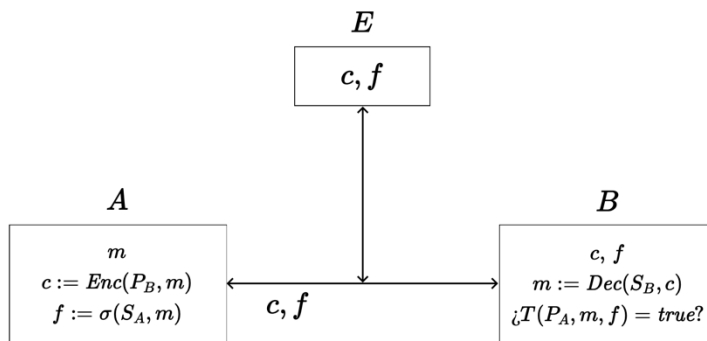 E
c, f
A
m
c := Enc(P_B, m)
f := σ(S_A, m)
c, f
B
c, f
m := Dec(S_B, c)
¿T(P_A, m, f) = true?